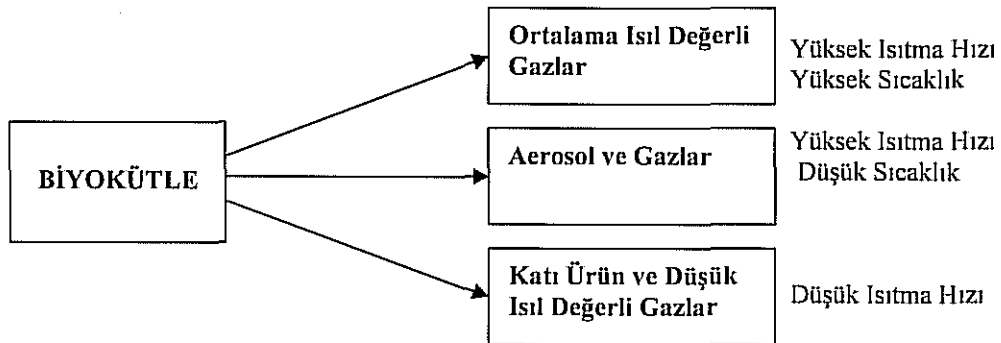 Ortalama Isıl Değerli
Gazlar
Yüksek Isıtma Hızı
Yüksek Sıcaklık
BİYOKÜTLE
Aerosol ve Gazlar
Yüksek Isıtma Hızı
Düşük Sıcaklık
Katı Ürün ve Düşük
Isıl Değerli Gazlar
Düşük Isıtma Hızı